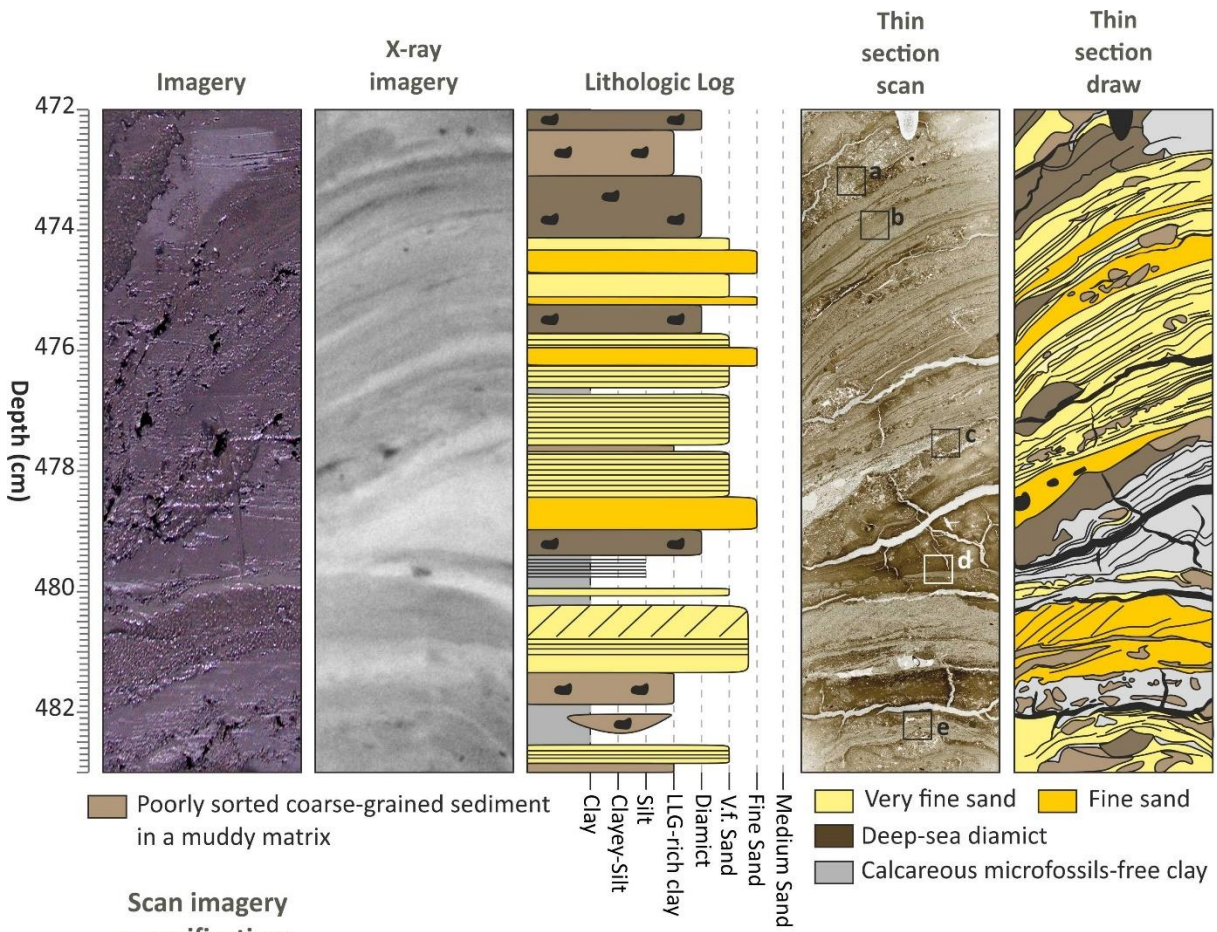 Imagery
X-ray
imagery
Lithologic Log
Thin
section
scan
Thin
section
draw
472
474
476
478
480
482
Depth (cm)
a
b
c
d
e
Poorly sorted coarse-grained sediment
in a muddy matrix
Clay
Clayey-Silt
Silt
LLG-rich clay
Diamict
V.f. Sand
Fine Sand
Medium Sand
Very fine sand
Fine sand
Deep-sea diamict
Calcareous microfossils-free clay
Scan imagery